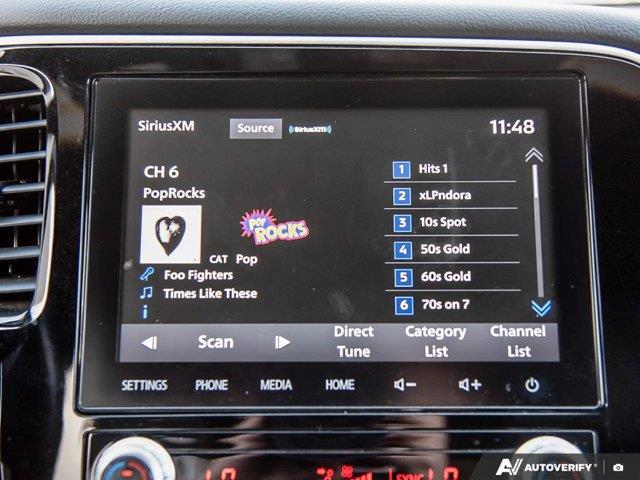 SiriusXM
Source
SiriusXM
11:48
CH 6
PopRocks
POP
ROCKS
CAT Pop
Foo Fighters
Times Like These
1 Hits 1
2 xLPndora
3 10s Spot
4 50s Gold
5 60s Gold
6 70s on 7
Scan
Direct
Tune
Category
List
Channel
List
SETTINGS
PHONE
MEDIA
HOME
SYNC
AUTOVERIFY